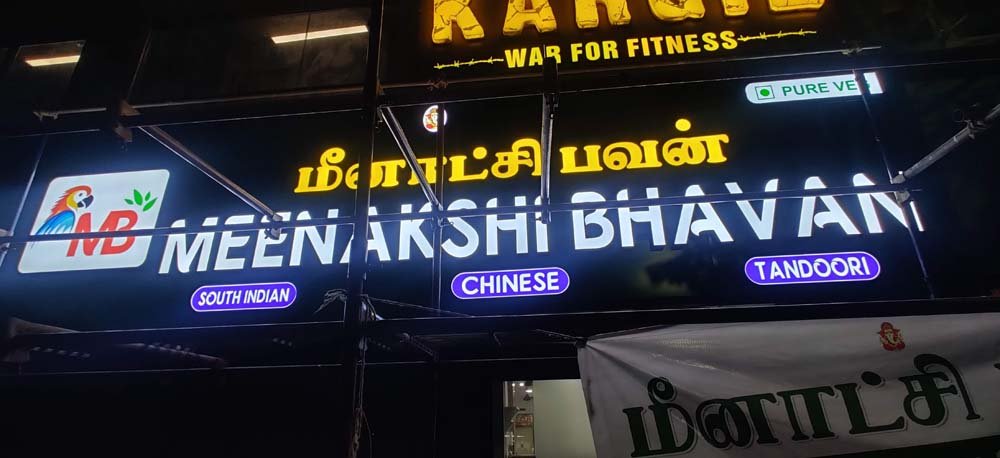 WAR FOR FITNESS
PURE VEG
மீனாட்சி பவன்
MB
MEENAKSHI BHAVAN
SOUTH INDIAN
CHINESE
TANDOORI
மீனாட்சி